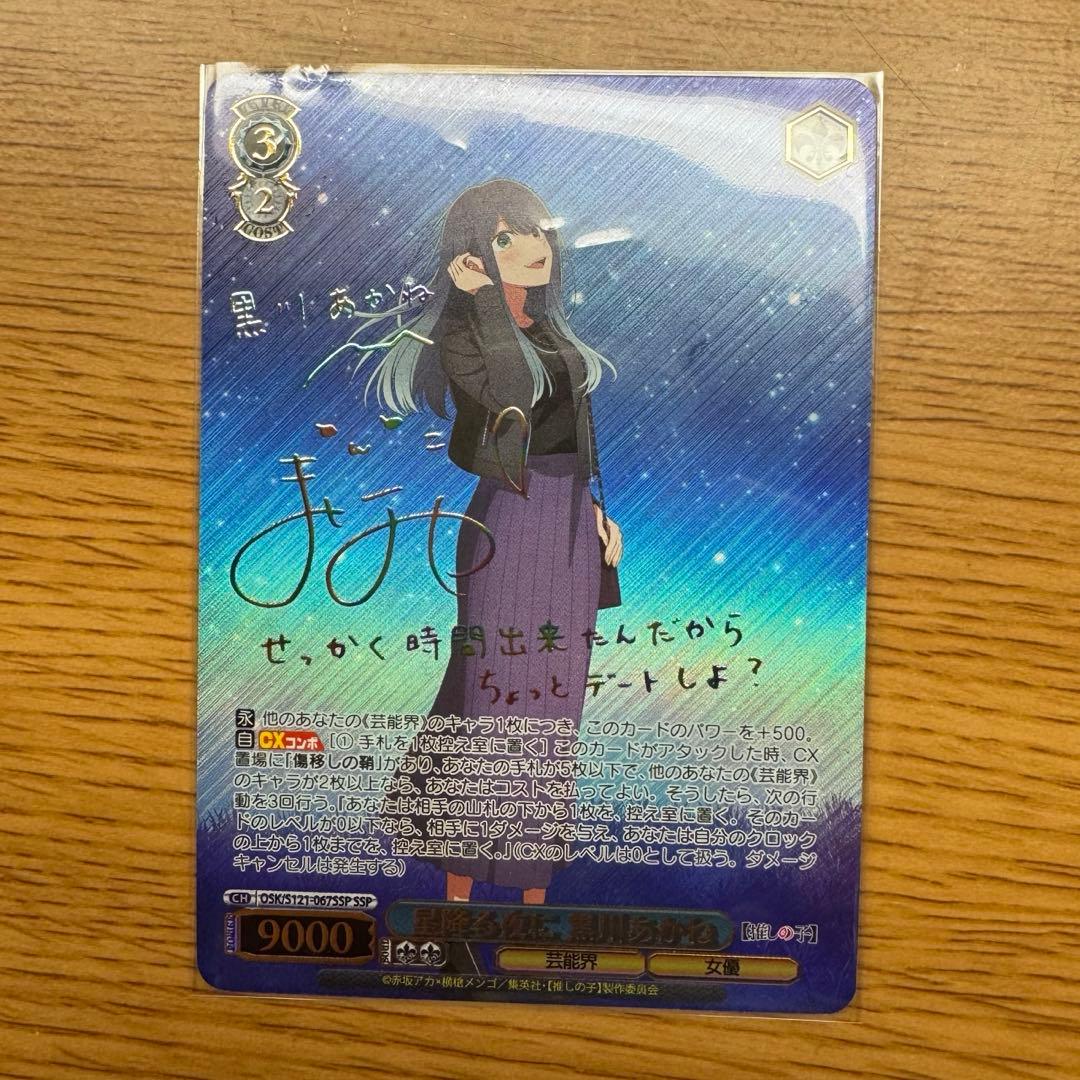 3
2
COST
黒川あかね
せっかく時間出来たんだから
ちょっとデートしよ?
永 他のあなたの《芸能界》のキャラ1枚につき、このカードのパワーを+500。
自 CXコンボ [① 手札を1枚控え室に置く] このカードがアタックした時、CX
置場に「傷移しの鞘」があり、あなたの手札が5枚以下で、他のあなたの《芸能界》
のキャラが2枚以上なら、あなたはコストを払ってよい。そうしたら、次の行
動を3回行う。『あなたは相手の山札の下から1枚を、控え室に置く。そのカー
ドのレベルが0以下なら、相手に1ダメージを与え、あなたは自分のクロック
の上から1枚までを、控え室に置く。』(CXのレベルは0として扱う。ダメージ
キャンセルは発生する)
CH OSK/S121-067SSP SSP
9000
星降る夜に 黒川あかね
【推しの子】
芸能界
女優
©赤坂アカ×横槍メンゴ/集英社・【推しの子】製作委員会